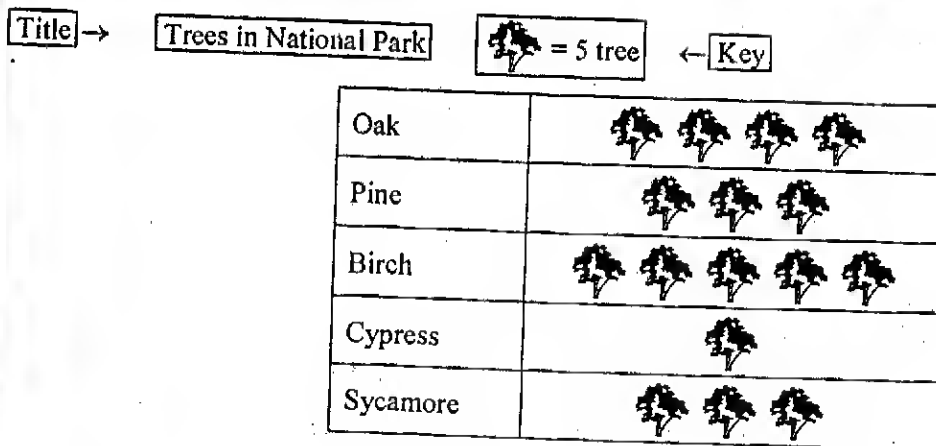 Title → Trees in National Park = 5 tree ← Key
Oak
Pine
Birch
Cypress
Sycamore